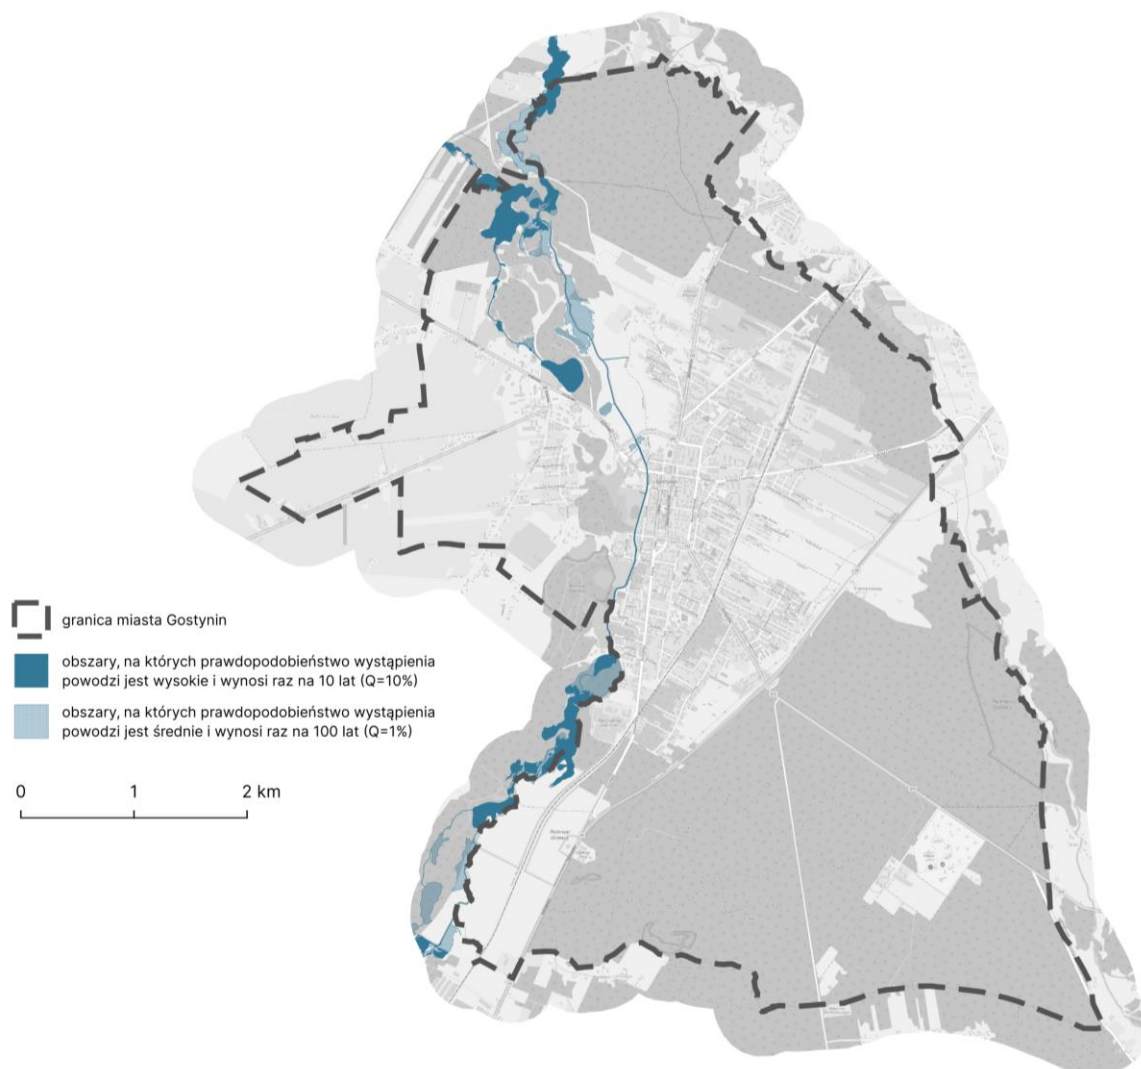 granica miasta Gostynin
obszary, na których prawdopodobieństwo wystąpienia
powodzi jest wysokie i wynosi raz na 10 lat (Q=10%)
obszary, na których prawdopodobieństwo wystąpienia
powodzi jest średnie i wynosi raz na 100 lat (Q=1%)
0 1 2 km